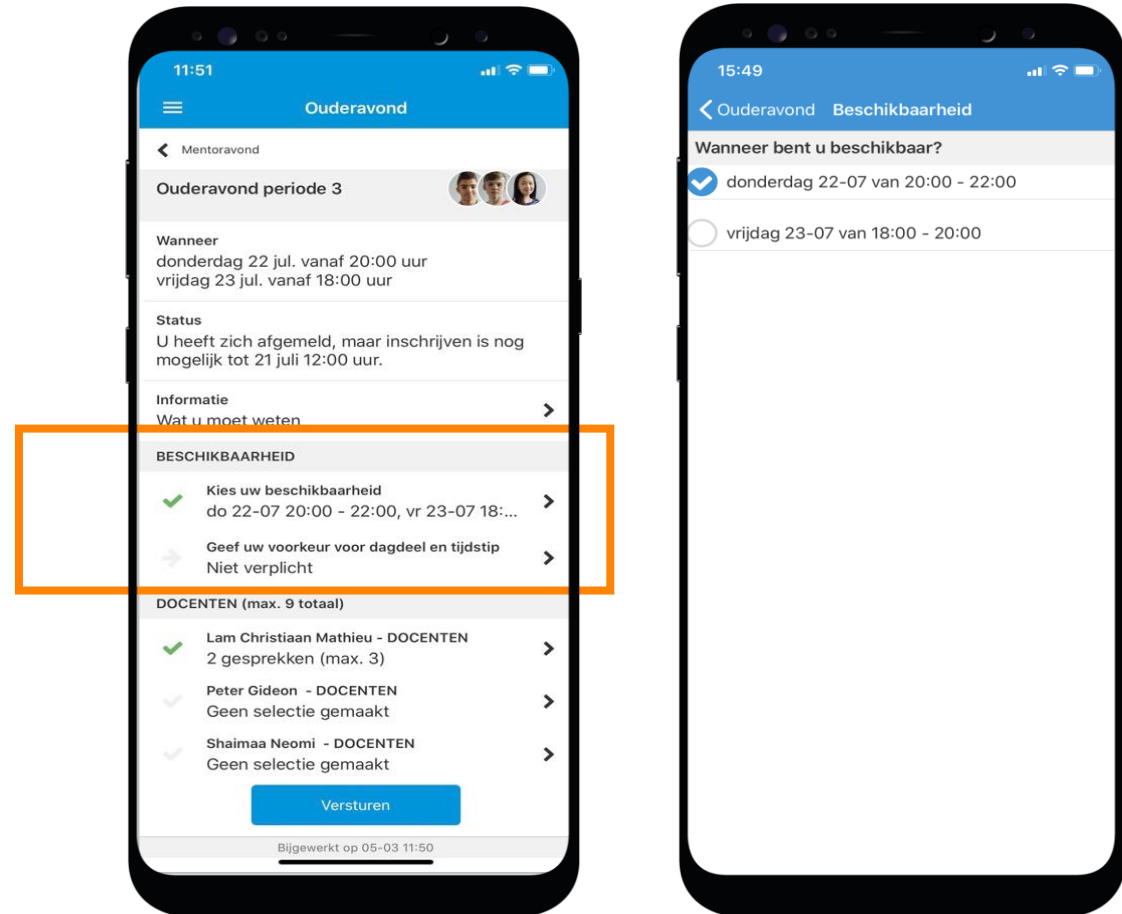 11:51
Ouderavond
Mentoravond
Ouderavond periode 3
Wanneer
donderdag 22 jul. vanaf 20:00 uur
vrijdag 23 jul. vanaf 18:00 uur
Status
U heeft zich afgemeld, maar inschrijven is nog
mogelijk tot 21 juli 12:00 uur.
Informatie
Wat u moet weten
BESCHIKBAARHEID
Kies uw beschikbaarheid
do 22-07 20:00 - 22:00, vr 23-07 18:...
Geef uw voorkeur voor dagdeel en tijdstip
Niet verplicht
DOCENTEN (max. 9 totaal)
Lam Christiaan Mathieu - DOCENTEN
2 gesprekken (max. 3)
Peter Gideon - DOCENTEN
Geen selectie gemaakt
Shaimaa Neomi - DOCENTEN
Geen selectie gemaakt
Versturen
Bijgewerkt op 05-03 11:50
15:49
Ouderavond Beschikbaarheid
Wanneer bent u beschikbaar?
donderdag 22-07 van 20:00 - 22:00
vrijdag 23-07 van 18:00 - 20:00